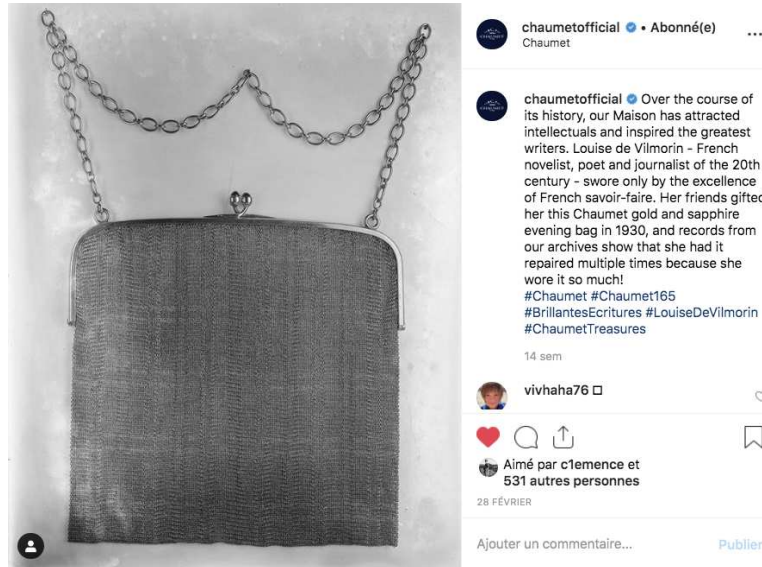 chaumetofficial • Abonné(e)
Chaumet
chaumetofficial Over the course of
its history, our Maison has attracted
intellectuals and inspired the greatest
writers. Louise de Vilmorin - French
novelist, poet and journalist of the 20th
century - swore only by the excellence
of French savoir-faire. Her friends gifted
her this Chaumet gold and sapphire
evening bag in 1930, and records from
our archives show that she had it
repaired multiple times because she
wore it so much!
#Chaumet #Chaumet165
#BrillantesEcritures #LouiseDeVilmorin
#ChaumetTreasures
14 sem
vivhaha76
Aimé par c1emence et
531 autres personnes
28 FÉVRIER
Ajouter un commentaire... Publier